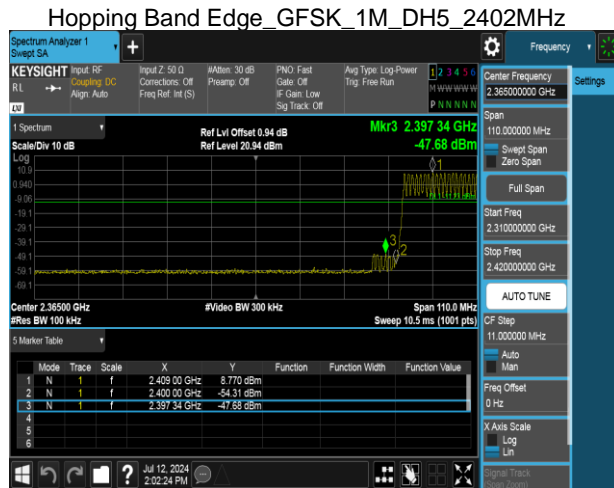 Hopping Band Edge_GFSK_1M_DH5_2402MHz
Spectrum Analyzer 1
Swept SA
+
Frequency
KEYSIGHT Input: RF Input Z: 50 Ω #Atten: 30 dB PNO: Fast Avg Type: Log-Power 1 2 3 4 5 6
RL Coupling: DC Corrections: Off Preamp: Off Gate: Off Trig: Free Run M W W W W W
Align: Auto Freq Ref: Int (S) IF Gain: Low P N N N N N
Sig Track: Off
LXI
Center Frequency
2.365000000 GHz
Settings
Span
110.000000 MHz
Swept Span
Zero Span
Full Span
Start Freq
2.310000000 GHz
Stop Freq
2.420000000 GHz
AUTO TUNE
CF Step
11.000000 MHz
Auto
Man
Freq Offset
0 Hz
X Axis Scale
Log
Lin
Signal Track
(Span Zoom)
1 Spectrum
Scale/Div 10 dB
Ref Lvl Offset 0.94 dB
Ref Level 20.94 dBm
Mkr3 2.397 34 GHz
-47.68 dBm
Log
10.9
0.940
-9.06
-19.1
-29.1
-39.1
-49.1
-59.1
-69.1
1
3
2
Center 2.36500 GHz #Video BW 300 kHz Span 110.0 MHz
#Res BW 100 kHz Sweep 10.5 ms (1001 pts)
5 Marker Table
Mode Trace Scale X Y Function Function Width Function Value
1 N 1 f 2.409 00 GHz 8.770 dBm
2 N 1 f 2.400 00 GHz -54.31 dBm
3 N 1 f 2.397 34 GHz -47.68 dBm
4
5
6
?
Jul 12, 2024
2:02:24 PM